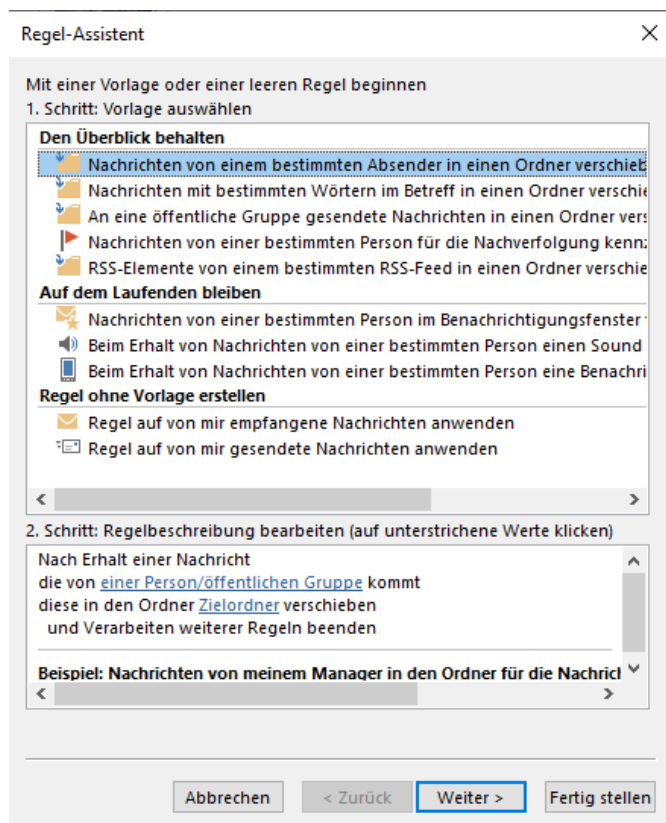 Regel-Assistent
Mit einer Vorlage oder einer leeren Regel beginnen
1. Schritt: Vorlage auswählen
Den Überblick behalten
Nachrichten von einem bestimmten Absender in einen Ordner verschieb
Nachrichten mit bestimmten Wörtern im Betreff in einen Ordner verschie
An eine öffentliche Gruppe gesendete Nachrichten in einen Ordner vers
Nachrichten von einer bestimmten Person für die Nachverfolgung kennz
RSS-Elemente von einem bestimmten RSS-Feed in einen Ordner verschie
Auf dem Laufenden bleiben
Nachrichten von einer bestimmten Person im Benachrichtigungsfenster
Beim Erhalt von Nachrichten von einer bestimmten Person einen Sound
Beim Erhalt von Nachrichten von einer bestimmten Person eine Benachri
Regel ohne Vorlage erstellen
Regel auf von mir empfangene Nachrichten anwenden
Regel auf von mir gesendete Nachrichten anwenden
2. Schritt: Regelbeschreibung bearbeiten (auf unterstrichene Werte klicken)
Nach Erhalt einer Nachricht
die von einer Person/öffentlichen Gruppe kommt
diese in den Ordner Zielordner verschieben
und Verarbeiten weiterer Regeln beenden
Beispiel: Nachrichten von meinem Manager in den Ordner für die Nachricl
Abbrechen < Zurück Weiter > Fertig stellen